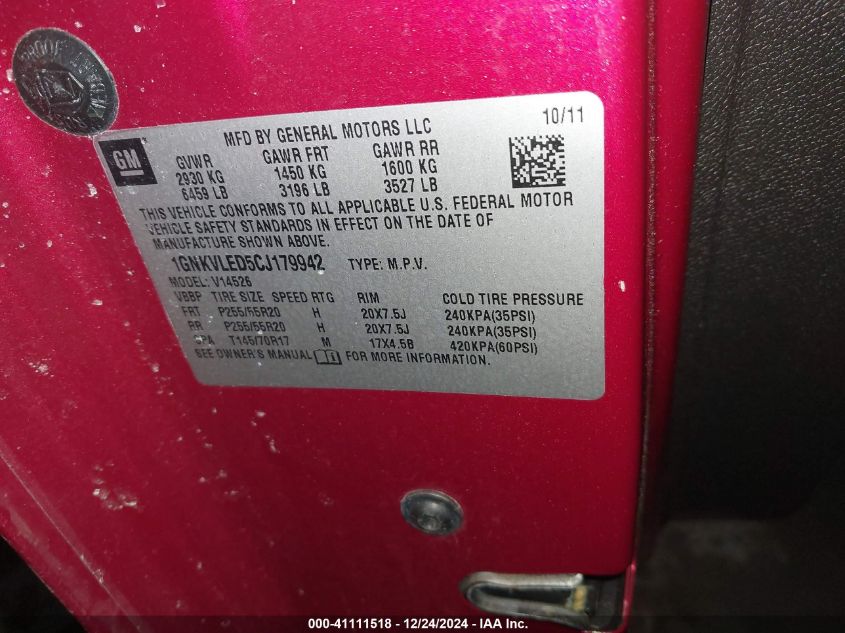 10/11
MFD BY GENERAL MOTORS LLC
GM
GVWR GAWR FRT GAWR RR
2930 KG 1450 KG 1600 KG
6459 LB 3196 LB 3527 LB
THIS VEHICLE CONFORMS TO ALL APPLICABLE U.S. FEDERAL MOTOR
VEHICLE SAFETY STANDARDS IN EFFECT ON THE DATE OF
MANUFACTURE SHOWN ABOVE.
1GNKVLED5CJ179942 TYPE: M.P.V.
MODEL: V14526
VBBP TIRE SIZE SPEED RTG RIM COLD TIRE PRESSURE
FRT P255/55R20 H 20X7.5J 240KPA(35PSI)
RR P255/55R20 H 20X7.5J 240KPA(35PSI)
SPA T145/70R17 M 17X4.5B 420KPA(60PSI)
SEE OWNER'S MANUAL FOR MORE INFORMATION.
000-41111518 - 12/24/2024 - IAA Inc.